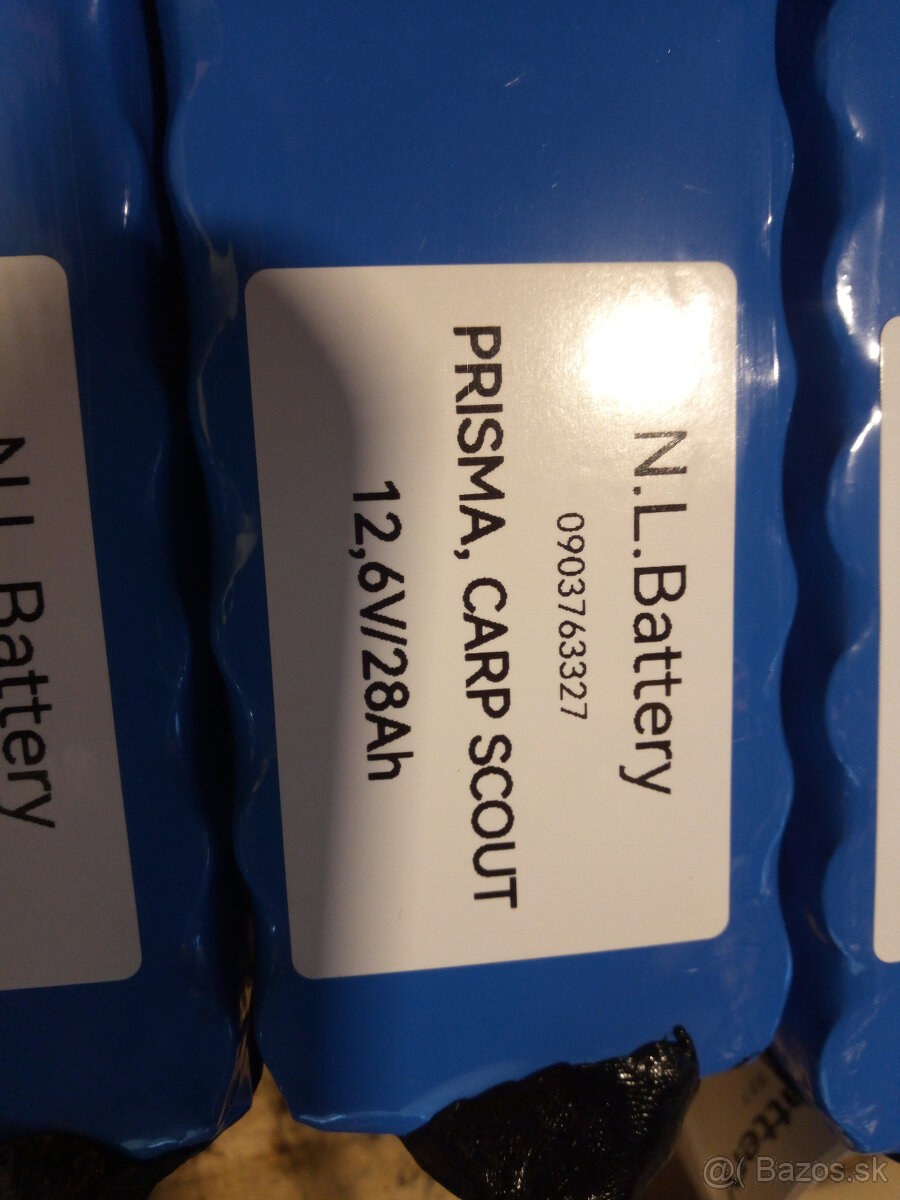 N.L.Battery
0903763327
PRISMA, CARP SCOUT
12,6V/28Ah
N.L.Battery
@( Bazos.sk